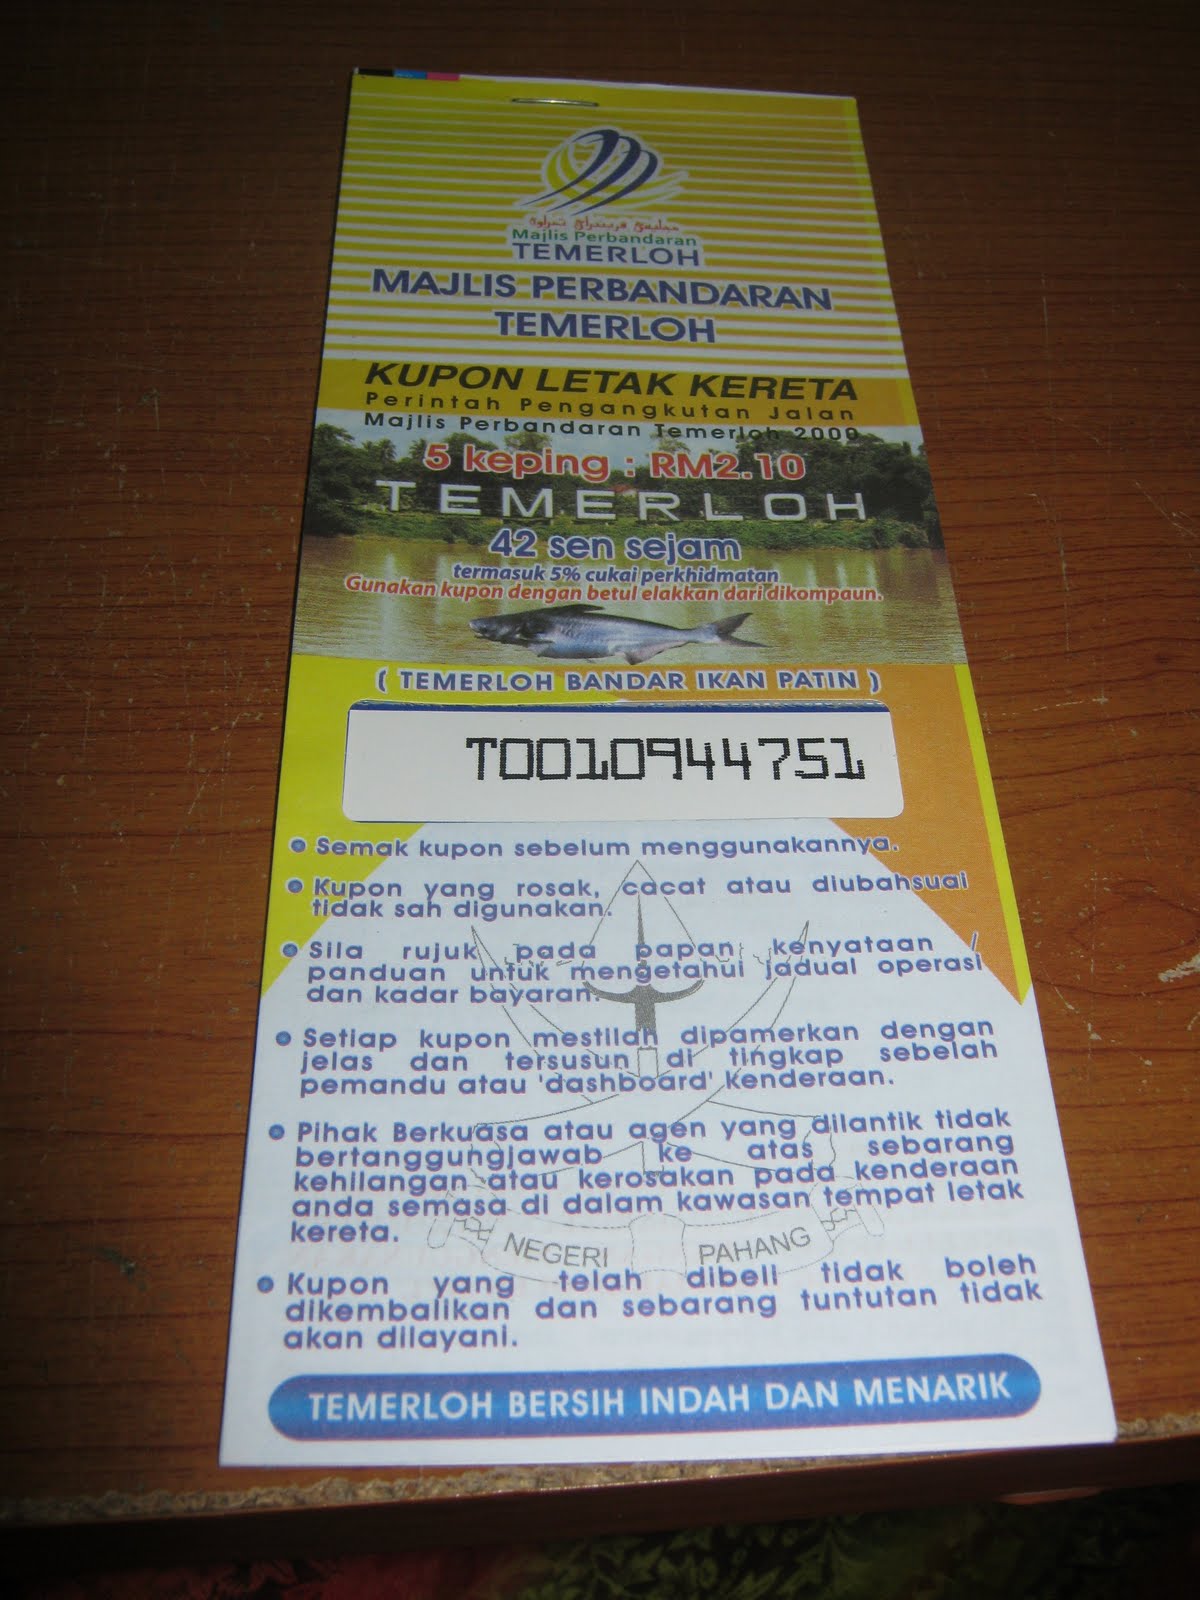 مجليس ڤربندران تمرلوه
Majlis Perbandaran
TEMERLOH
MAJLIS PERBANDARAN
TEMERLOH
KUPON LETAK KERETA
Perintah Pengangkutan Jalan
Majlis Perbandaran Temerloh 2009
5 keping : RM2.10
TEMERLOH
42 sen sejam
termasuk 5% cukai perkhidmatan
Gunakan kupon dengan betul elakkan dari dikompaun.
( TEMERLOH BANDAR IKAN PATIN )
T0010944751
• Semak kupon sebelum menggunakannya.
• Kupon yang rosak, cacat atau diubahsuai
tidak sah digunakan.
• Sila rujuk pada papan kenyataan /
panduan untuk mengetahui jadual operasi
dan kadar bayaran.
• Setiap kupon mestilah dipamerkan dengan
jelas dan tersusun di tingkap sebelah
pemandu atau 'dashboard' kenderaan.
• Pihak Berkuasa atau agen yang dilantik tidak
bertanggungjawab ke atas sebarang
kehilangan atau kerosakan pada kenderaan
anda semasa di dalam kawasan tempat letak
kereta.
NEGERI PAHANG
• Kupon yang telah dibeli tidak boleh
dikembalikan dan sebarang tuntutan tidak
akan dilayani.
TEMERLOH BERSIH INDAH DAN MENARIK